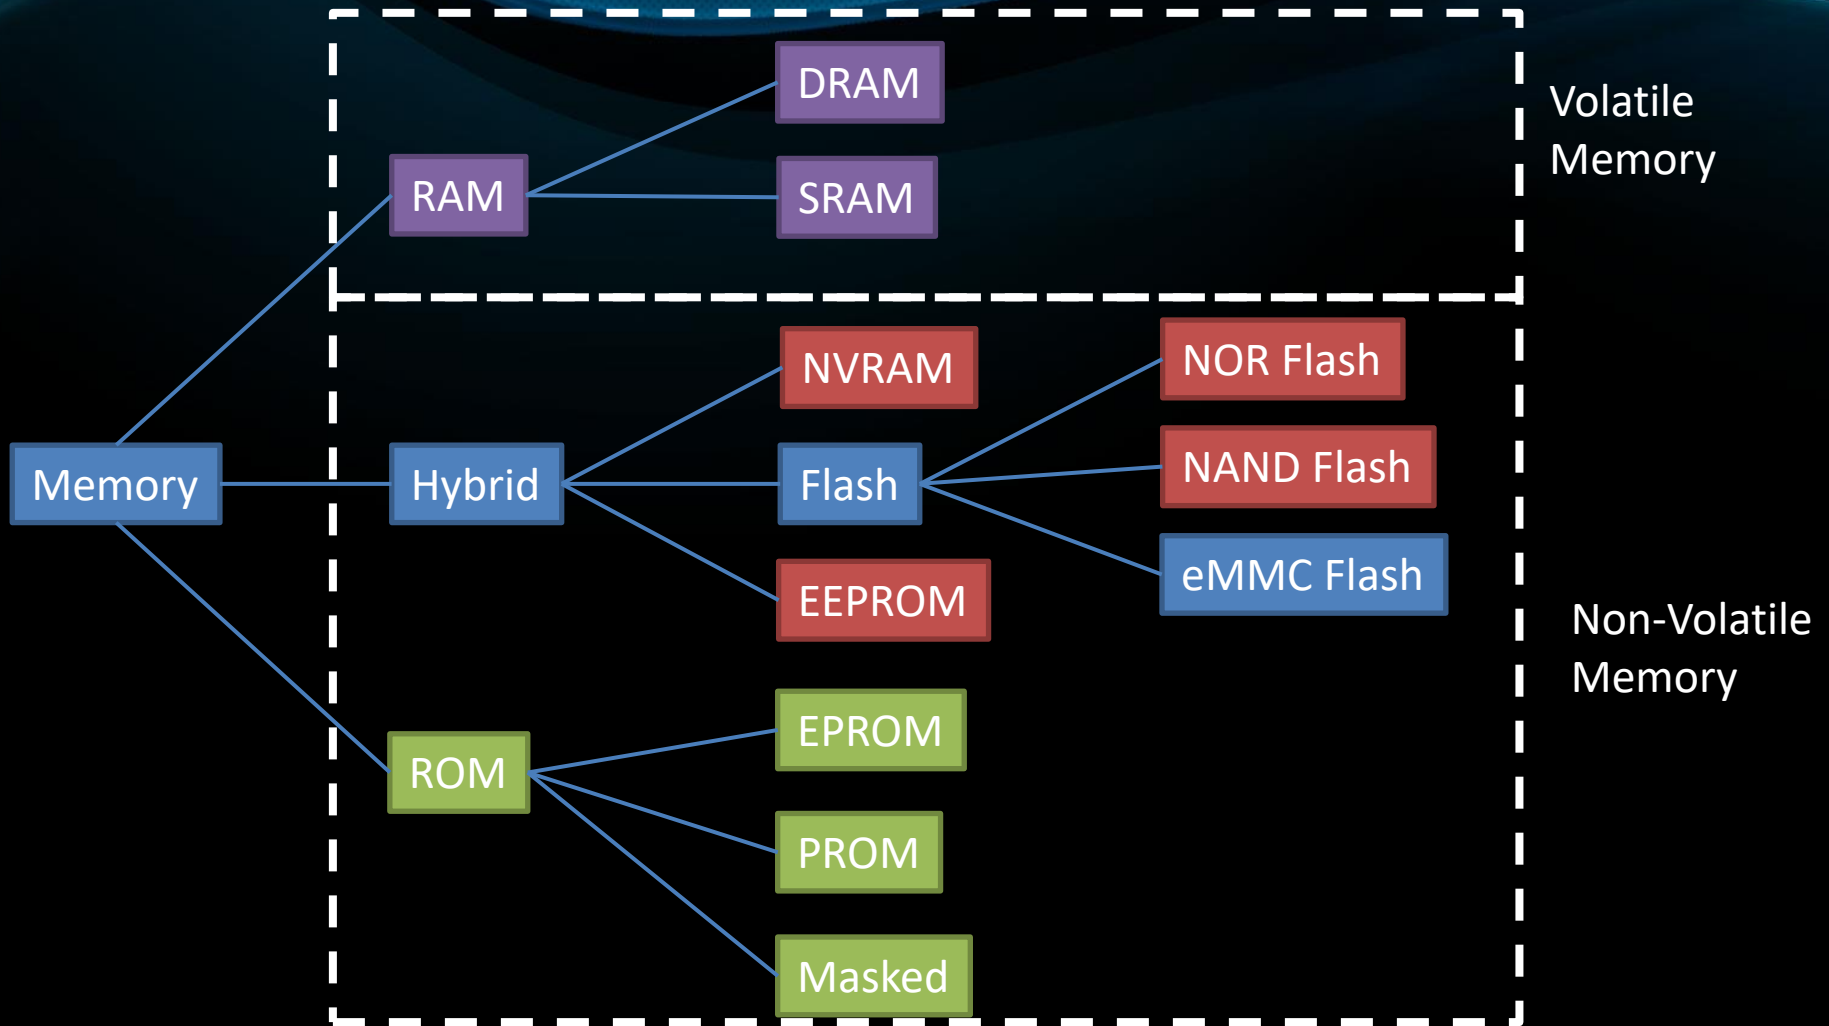 DRAM
Volatile
Memory
RAM
SRAM
NVRAM
NOR Flash
Memory
Hybrid
Flash
NAND Flash
eMMC Flash
EEPROM
Non-Volatile
Memory
EPROM
ROM
PROM
Masked